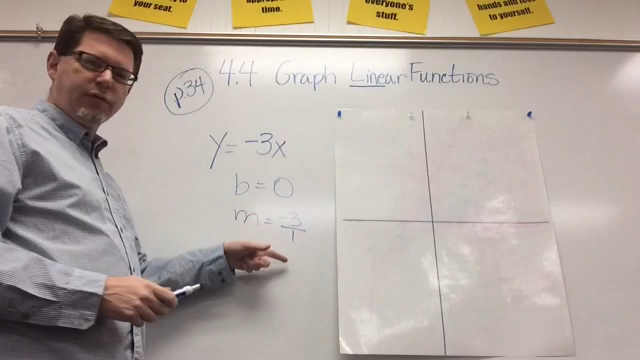 your seat.
time.
everyone's
stuff.
hands and feet
to yourself.
p34
4.4 Graph Linear Functions
y = -3x
b = 0
m = -3/1